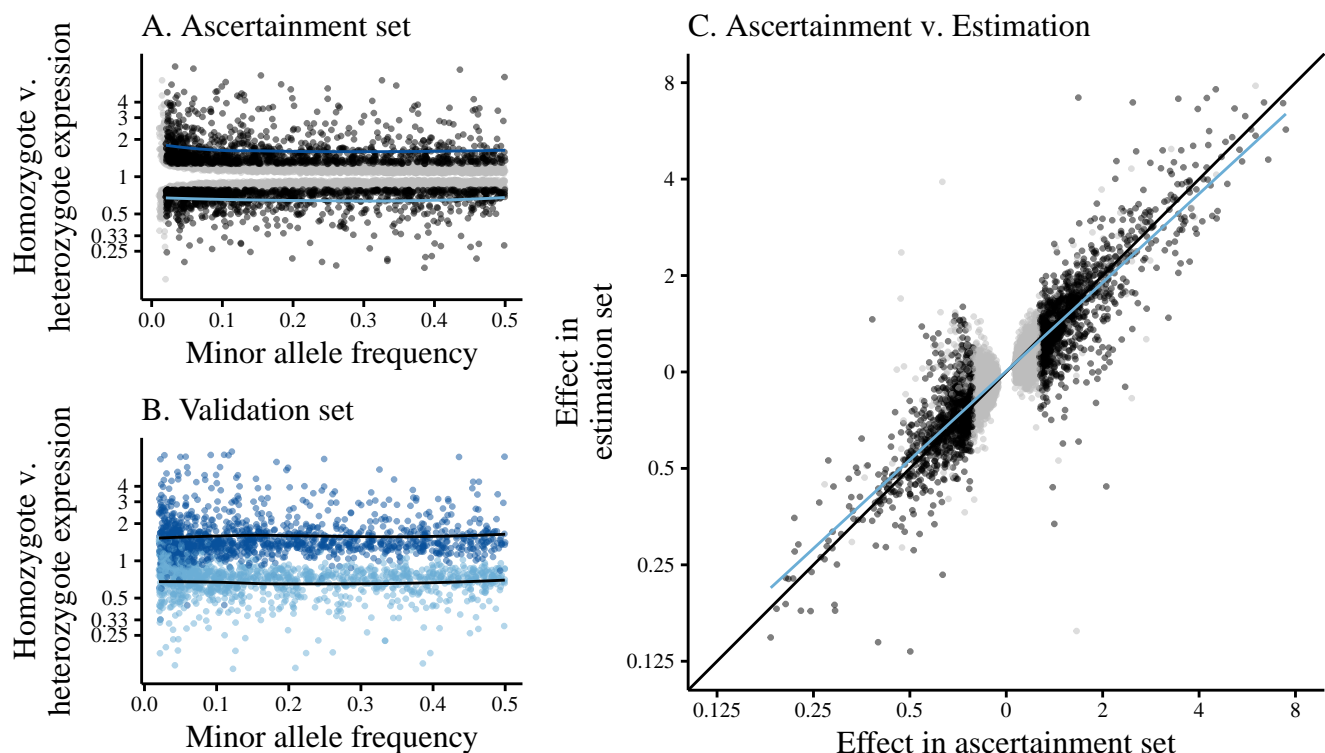 A. Ascertainment set
Homozygote v.
heterozygote expression
4
3
2
1
0.5
0.33
0.25
0.0 0.1 0.2 0.3 0.4 0.5
Minor allele frequency
B. Validation set
Homozygote v.
heterozygote expression
4
3
2
1
0.5
0.33
0.25
0.0 0.1 0.2 0.3 0.4 0.5
Minor allele frequency
C. Ascertainment v. Estimation
Effect in
estimation set
8
4
2
0
0.5
0.25
0.125
0.125 0.25 0.5 0 2 4 8
Effect in ascertainment set